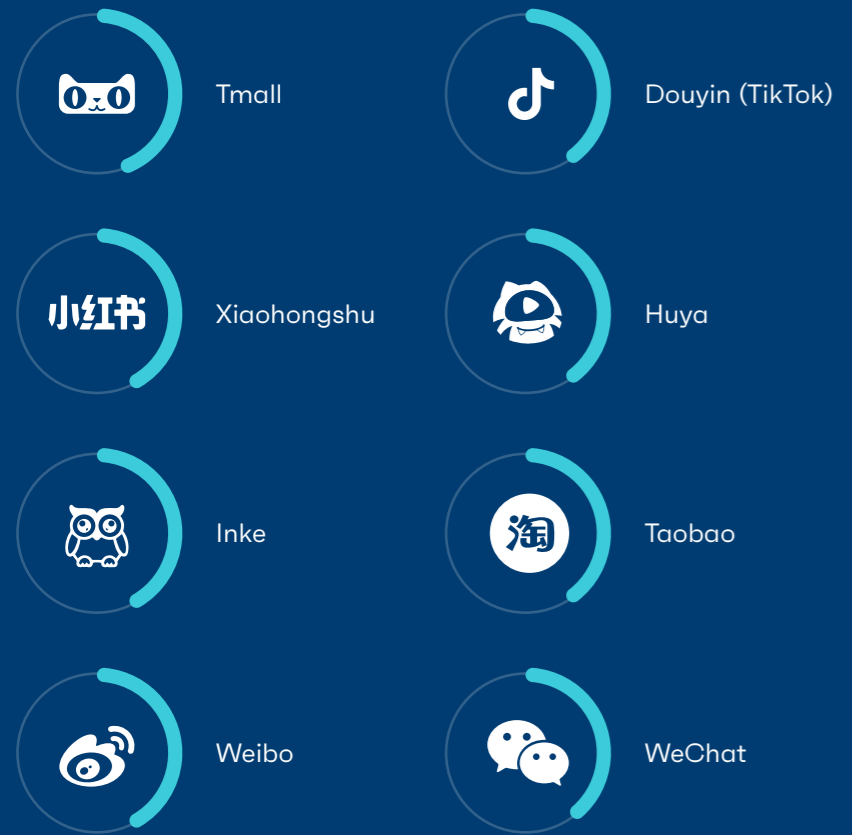 Tmall
Douyin (TikTok)
小红书
Xiaohongshu
Huya
Inke
淘
Taobao
Weibo
WeChat